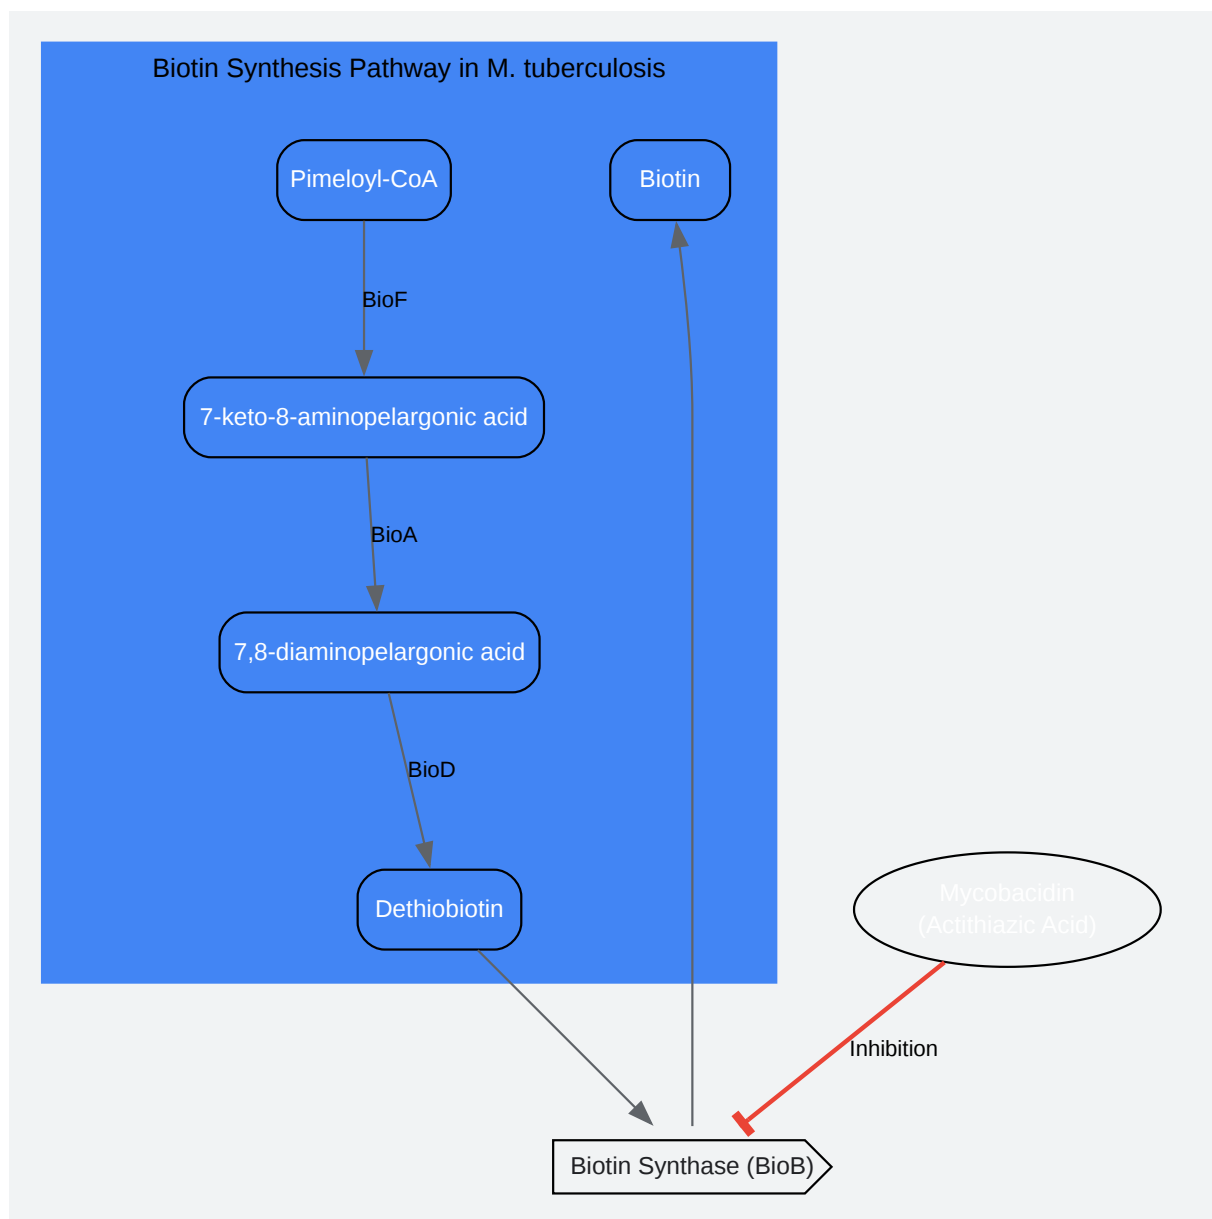 Biotin Synthesis Pathway in M. tuberculosis
Pimeloyl-CoA
Biotin
BioF
7-keto-8-aminopelargonic acid
BioA
7,8-diaminopelargonic acid
BioD
Dethiobiotin
Mycobacidin
(Actithiazic Acid)
Inhibition
Biotin Synthase (BioB)